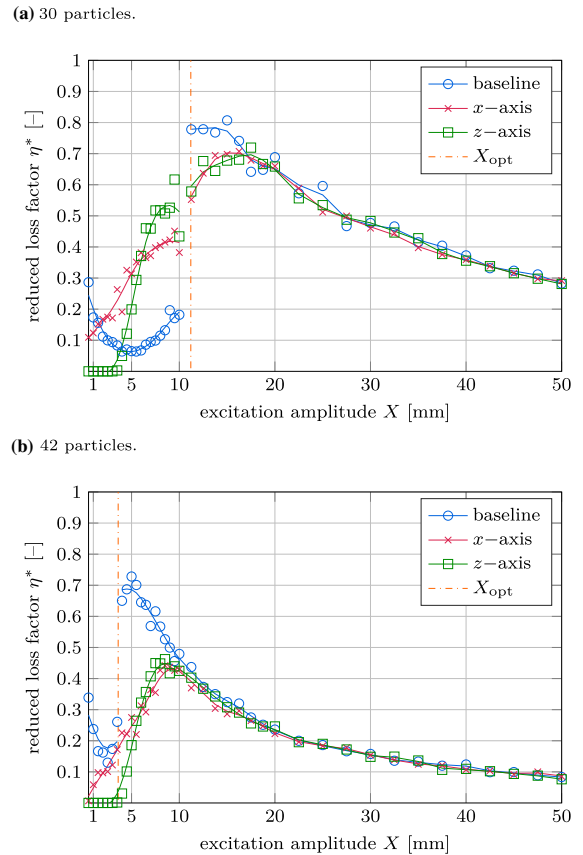 (a) 30 particles.
1
0.9
0.8
0.7
0.6
0.5
0.4
0.3
0.2
0.1
reduced loss factor η* [–]
baseline
x−axis
z−axis
X_opt
1 5 10 20 30 40 50
excitation amplitude X [mm]
(b) 42 particles.
1
0.9
0.8
0.7
0.6
0.5
0.4
0.3
0.2
0.1
reduced loss factor η* [–]
baseline
x−axis
z−axis
X_opt
1 5 10 20 30 40 50
excitation amplitude X [mm]